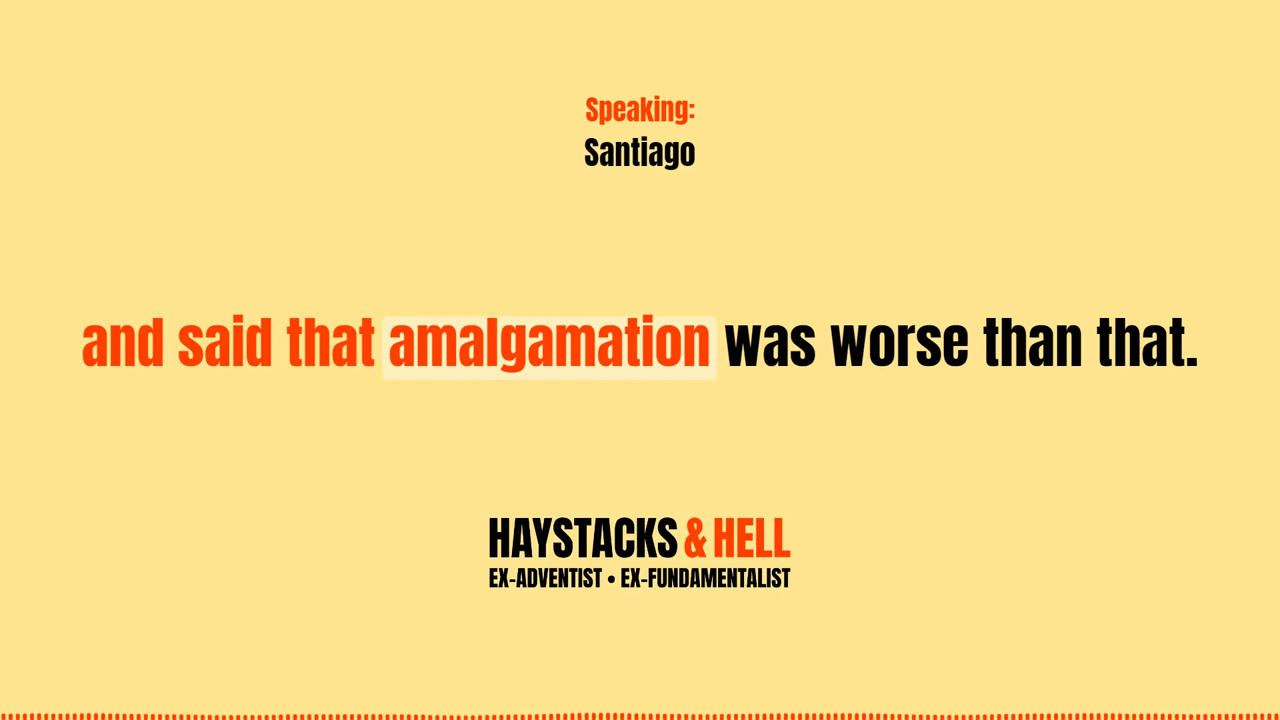 Speaking:
Santiago
and said that amalgamation was worse than that.
HAYSTACKS & HELL
EX-ADVENTIST • EX-FUNDAMENTALIST